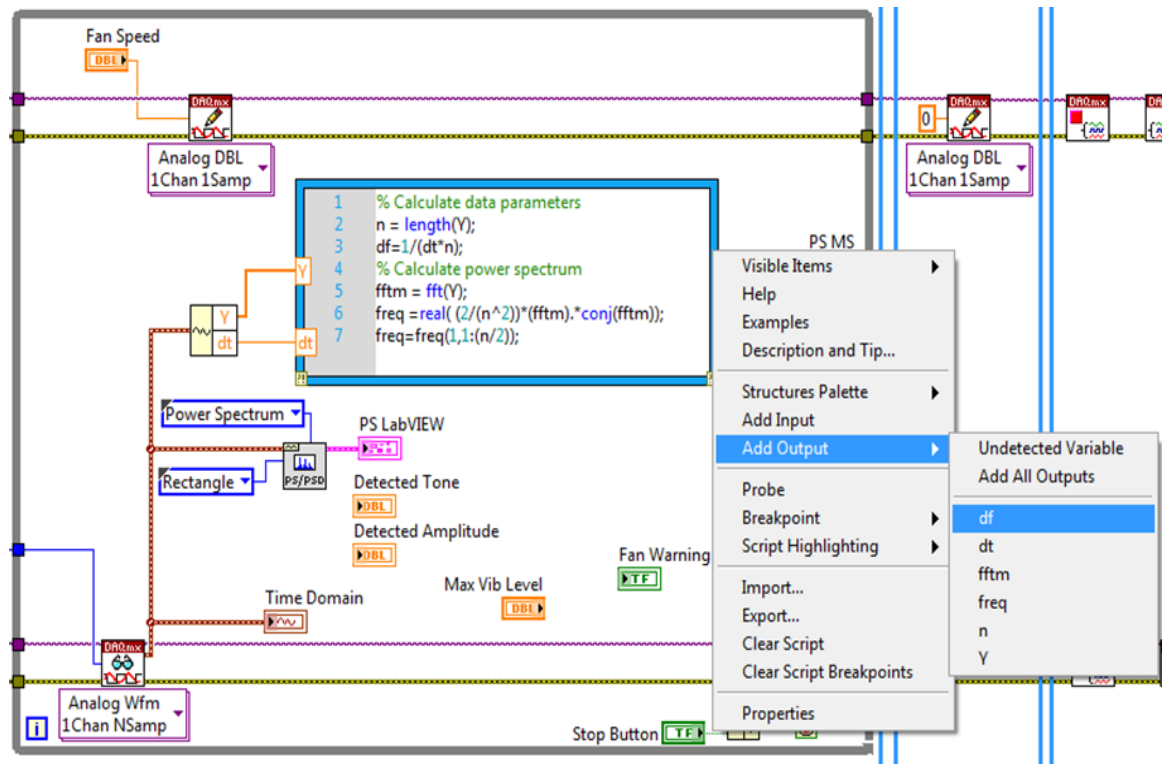 Fan Speed
DBL
DAQmx
Analog DBL
1Chan 1Samp
0
DAQmx
Analog DBL
1Chan 1Samp
DAQmx
1 % Calculate data parameters
2 n = length(Y);
3 df=1/(dt*n);
4 % Calculate power spectrum
5 fftm = fft(Y);
6 freq =real( (2/(n^2))*(fftm).*conj(fftm));
7 freq=freq(1,1:(n/2));
Y
dt
Y
dt
PS MS
Power Spectrum
Rectangle
PS/PSD
PS LabVIEW
Detected Tone
DBL
Detected Amplitude
DBL
Fan Warning
TF
Max Vib Level
DBL
Time Domain
DAQmx
Analog Wfm
1Chan NSamp
i
Stop Button
TF
Visible Items
Help
Examples
Description and Tip...
Structures Palette
Add Input
Add Output
Probe
Breakpoint
Script Highlighting
Import...
Export...
Clear Script
Clear Script Breakpoints
Properties
Undetected Variable
Add All Outputs
df
dt
fftm
freq
n
Y